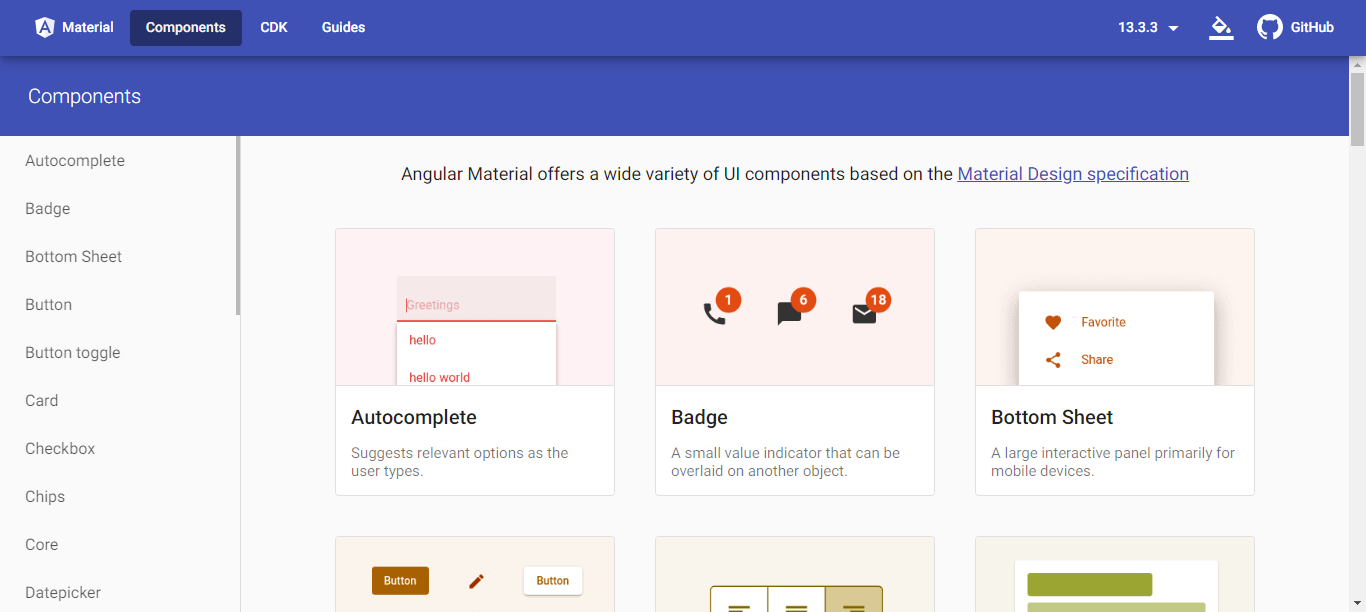 Material
Components
CDK
Guides
13.3.3
GitHub
Components
Autocomplete
Badge
Bottom Sheet
Button
Button toggle
Card
Checkbox
Chips
Core
Datepicker
Angular Material offers a wide variety of UI components based on the Material Design specification
Greetings
hello
hello world
Autocomplete
Suggests relevant options as the
user types.
1
6
18
Badge
A small value indicator that can be
overlaid on another object.
Favorite
Share
Bottom Sheet
A large interactive panel primarily for
mobile devices.
Button
Button